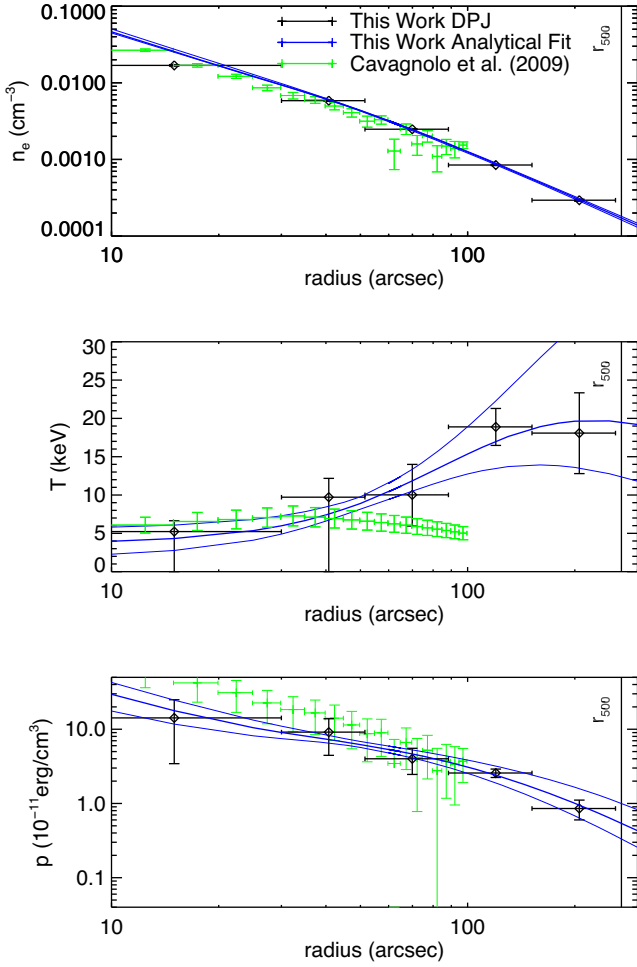 This Work DPJ
This Work Analytical Fit
Cavagnolo et al. (2009)
r500
0.1000
0.0100
0.0010
0.0001
ne (cm−3)
10
100
radius (arcsec)
30
25
20
15
10
5
0
T (keV)
r500
10
100
radius (arcsec)
10.0
1.0
0.1
p (10−11erg/cm3)
r500
10
100
radius (arcsec)